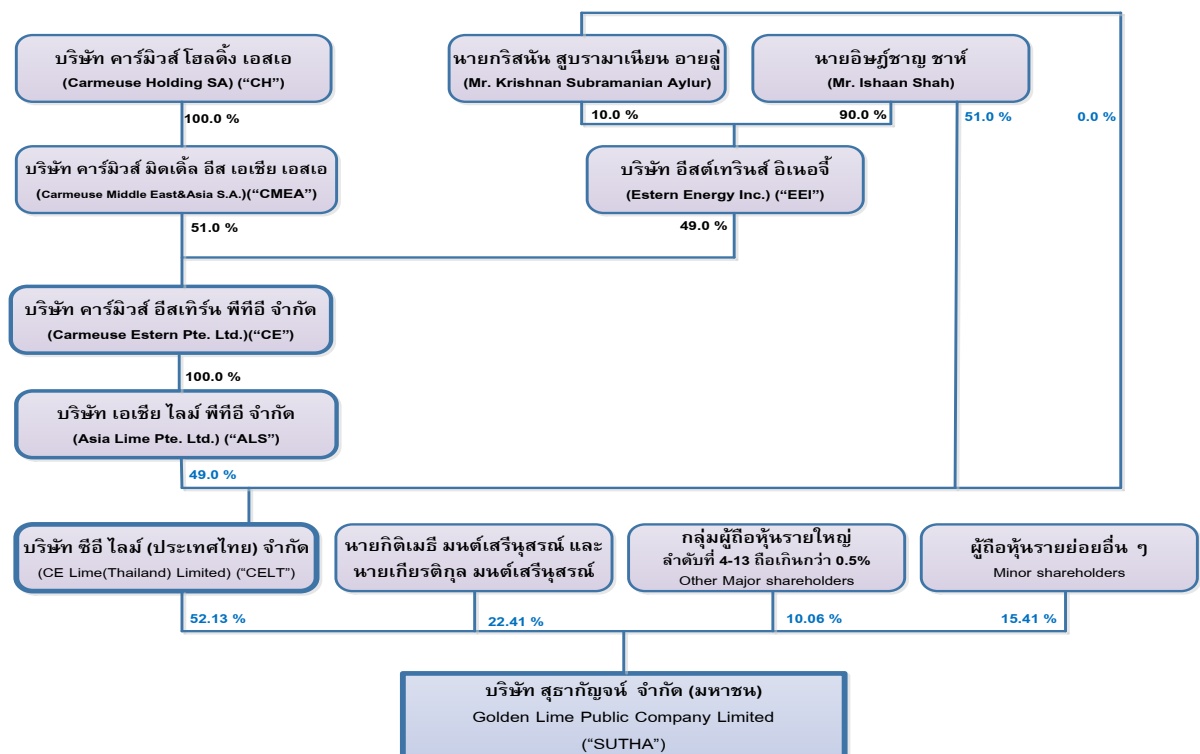 บริษัท คาร์มิวส์ โฮลดิ้ง เอสเอ
(Carmeuse Holding SA) (“CH”)
นายกริสนัน สูบรามาเนียน อายลู่
(Mr. Krishnan Subramanian Aylur)
นายอิษฎ์ชาญ ชาห์
(Mr. Ishaan Shah)
100.0 %
10.0 %
90.0 %
51.0 %
0.0 %
บริษัท คาร์มิวส์ มิดเดิ้ล อีส เอเชีย เอสเอ
(Carmeuse Middle East&Asia S.A.)(“CMEA”)
บริษัท อีสต์เทรินส์ อิเนอจี้
(Estern Energy Inc.) (“EEI”)
51.0 %
49.0 %
บริษัท คาร์มิวส์ อีสเทิร์น พีทีอี จำกัด
(Carmeuse Estern Pte. Ltd.)(“CE”)
100.0 %
บริษัท เอเชีย ไลม์ พีทีอี จำกัด
(Asia Lime Pte. Ltd.) (“ALS”)
49.0 %
บริษัท ซีอี ไลม์ (ประเทศไทย) จำกัด
(CE Lime(Thailand) Limited) (“CELT”)
นายกิติเมธี มนต์เสรีนุสรณ์ และ
นายเกียรติกุล มนต์เสรีนุสรณ์
กลุ่มผู้ถือหุ้นรายใหญ่
ลำดับที่ 4-13 ถือเกินกว่า 0.5%
Other Major shareholders
ผู้ถือหุ้นรายย่อยอื่น ๆ
Minor shareholders
52.13 %
22.41 %
10.06 %
15.41 %
บริษัท สุธากัญจน์ จำกัด (มหาชน)
Golden Lime Public Company Limited
(“SUTHA”)